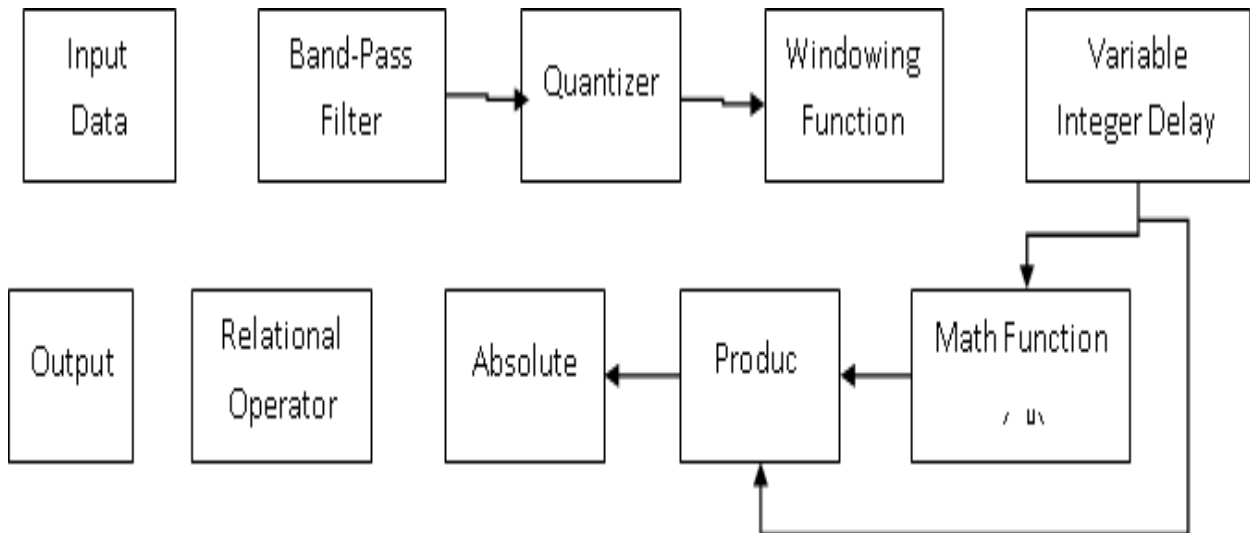 Input
Data
Band-Pass
Filter
Quantizer
Windowing
Function
Variable
Integer Delay
Output
Relational
Operator
Absolute
Produc
Math Function